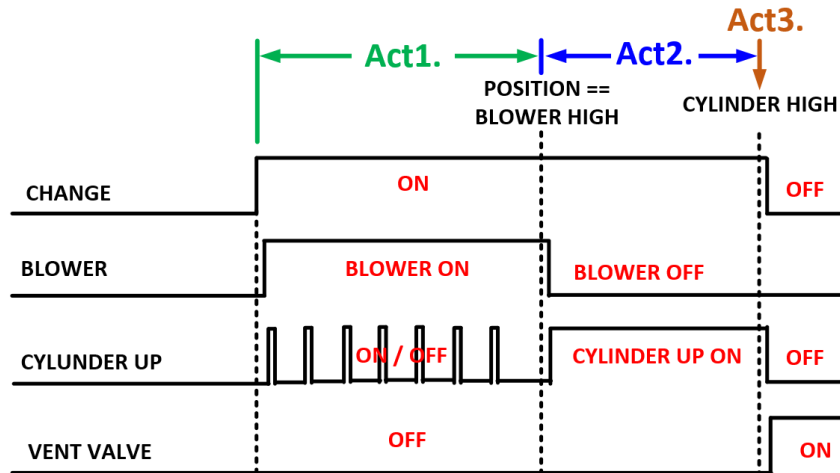 Act3.
Act1.
Act2.
POSITION ==
BLOWER HIGH
CYLINDER HIGH
CHANGE
ON
OFF
BLOWER
BLOWER ON
BLOWER OFF
CYLUNDER UP
ON / OFF
CYLINDER UP ON
OFF
VENT VALVE
OFF
ON